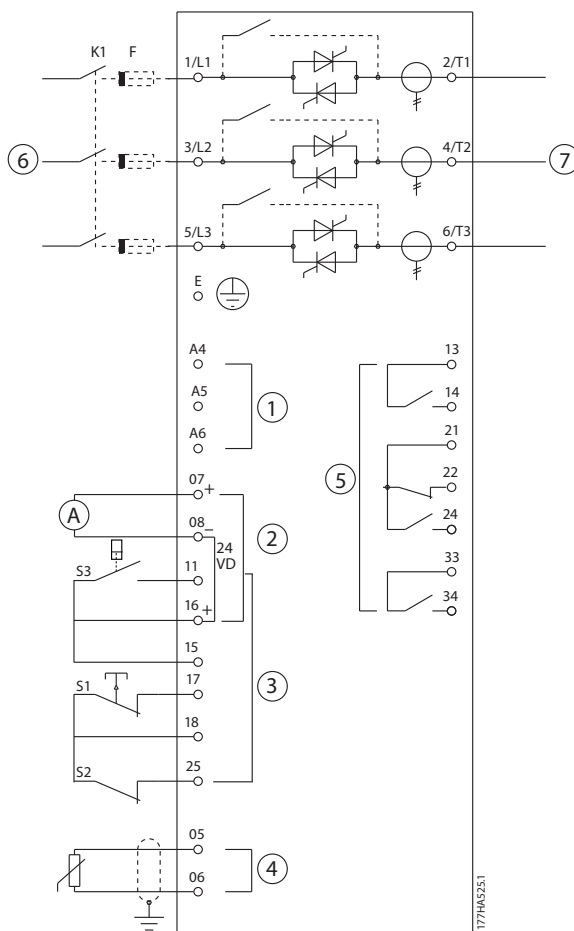 K1 F 1/L1 2/T1
6 3/L2 4/T2 7
5/L3 6/T3
E
A4 13
A5 1 14
A6 21
07 + 5 22
A 08 – 2 24
24
VD
S3 11 33
16 + 34
15
S1 17 3
18
S2 25
05
4
06
177HA525.1